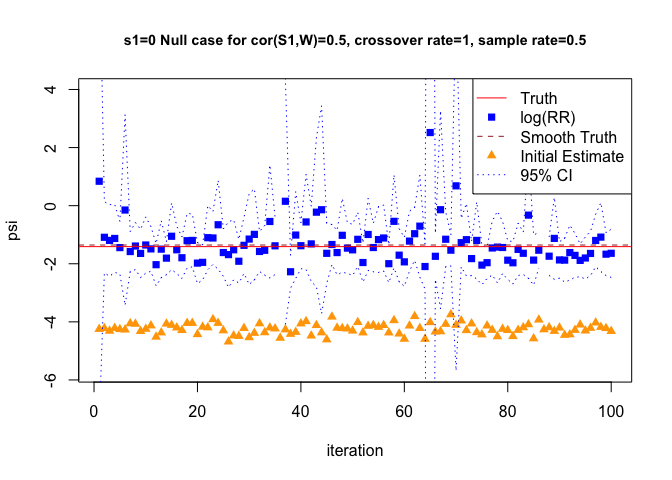 s1=0 Null case for cor(S1,W)=0.5, crossover rate=1, sample rate=0.5
Truth
log(RR)
Smooth Truth
Initial Estimate
95% CI
psi
4
2
0
-2
-4
-6
0 20 40 60 80 100
iteration